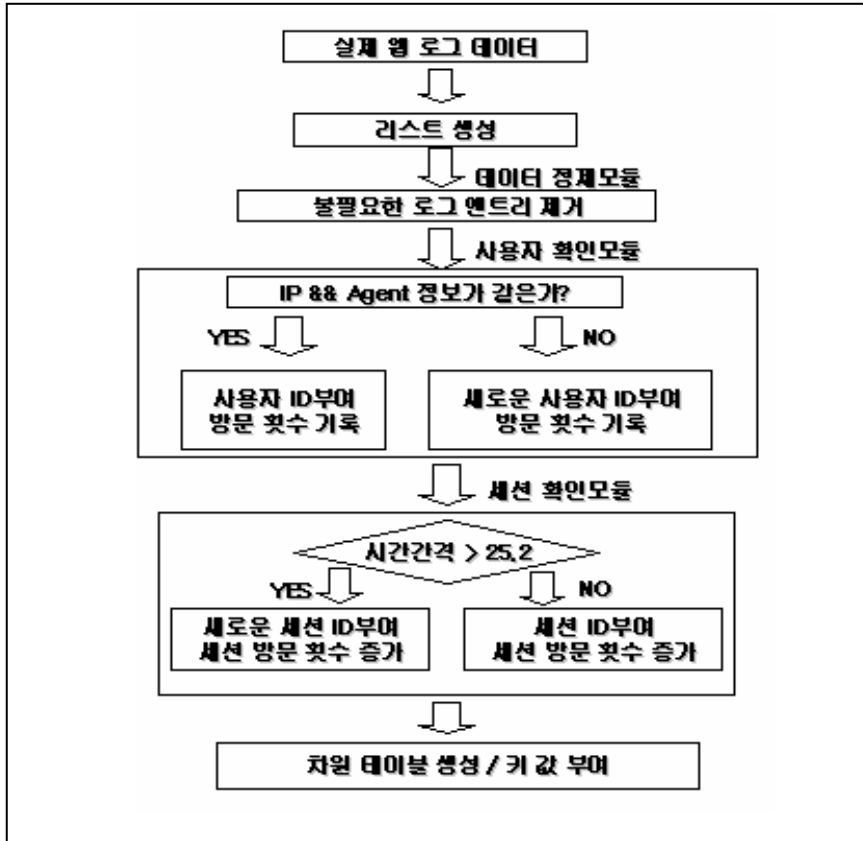 실제 웹 로그 데이터
리스트 생성
데이터 정제모듈
불필요한 로그 엔트리 제거
사용자 확인모듈
IP && Agent 정보가 같은가?
YES
NO
사용자 ID부여
방문 횟수 기록
새로운 사용자 ID부여
방문 횟수 기록
세션 확인모듈
시간간격 > 25.2
YES
NO
새로운 세션 ID부여
세션 방문 횟수 증가
세션 ID부여
세션 방문 횟수 증가
차원 테이블 생성 / 키 값 부여